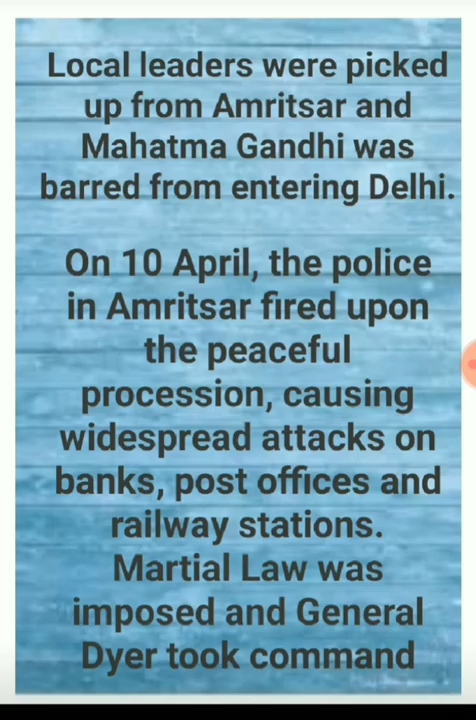 Local leaders were picked
up from Amritsar and
Mahatma Gandhi was
barred from entering Delhi.
On 10 April, the police
in Amritsar fired upon
the peaceful
procession, causing
widespread attacks on
banks, post offices and
railway stations.
Martial Law was
imposed and General
Dyer took command